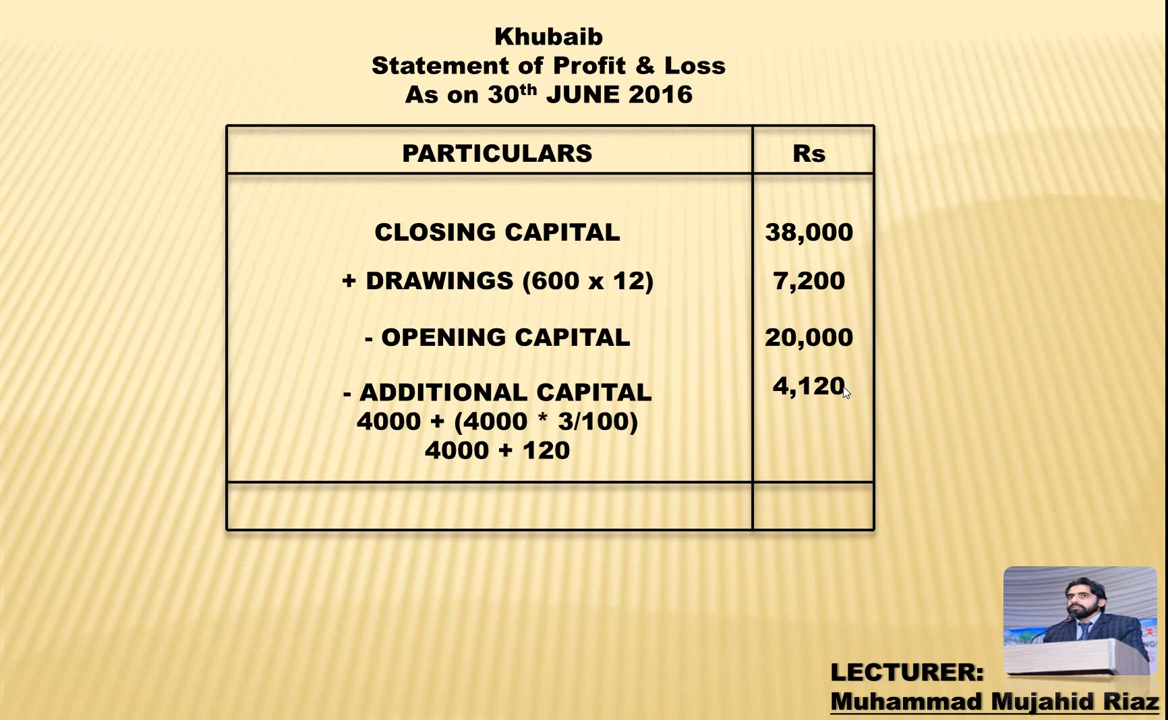 Khubaib
Statement of Profit & Loss
As on 30th JUNE 2016
PARTICULARS Rs
CLOSING CAPITAL 38,000
+ DRAWINGS (600 x 12) 7,200
- OPENING CAPITAL 20,000
- ADDITIONAL CAPITAL 4,120
4000 + (4000 * 3/100)
4000 + 120
LECTURER:
Muhammad Mujahid Riaz